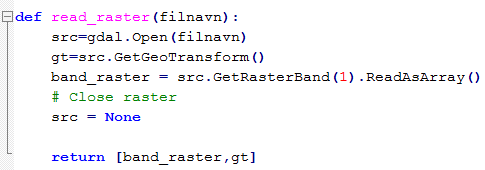 def read_raster(filnavn):
    src=gdal.Open(filnavn)
    gt=src.GetGeoTransform()
    band_raster = src.GetRasterBand(1).ReadAsArray()
    # Close raster
    src = None
    return [band_raster,gt]